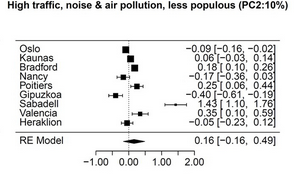 High traffic, noise & air pollution, less populous (PC2:10%)
Oslo −0.09 [−0.16, −0.02]
Kaunas 0.06 [−0.03, 0.14]
Bradford 0.18 [0.10, 0.26]
Nancy −0.17 [−0.36, 0.03]
Poitiers 0.25 [0.06, 0.44]
Gipuzkoa −0.40 [−0.61, −0.19]
Sabadell 1.43 [1.10, 1.76]
Valencia 0.35 [0.10, 0.59]
Heraklion −0.05 [−0.23, 0.12]
RE Model 0.16 [−0.16, 0.49]
−1.00 0.00 1.00 2.00